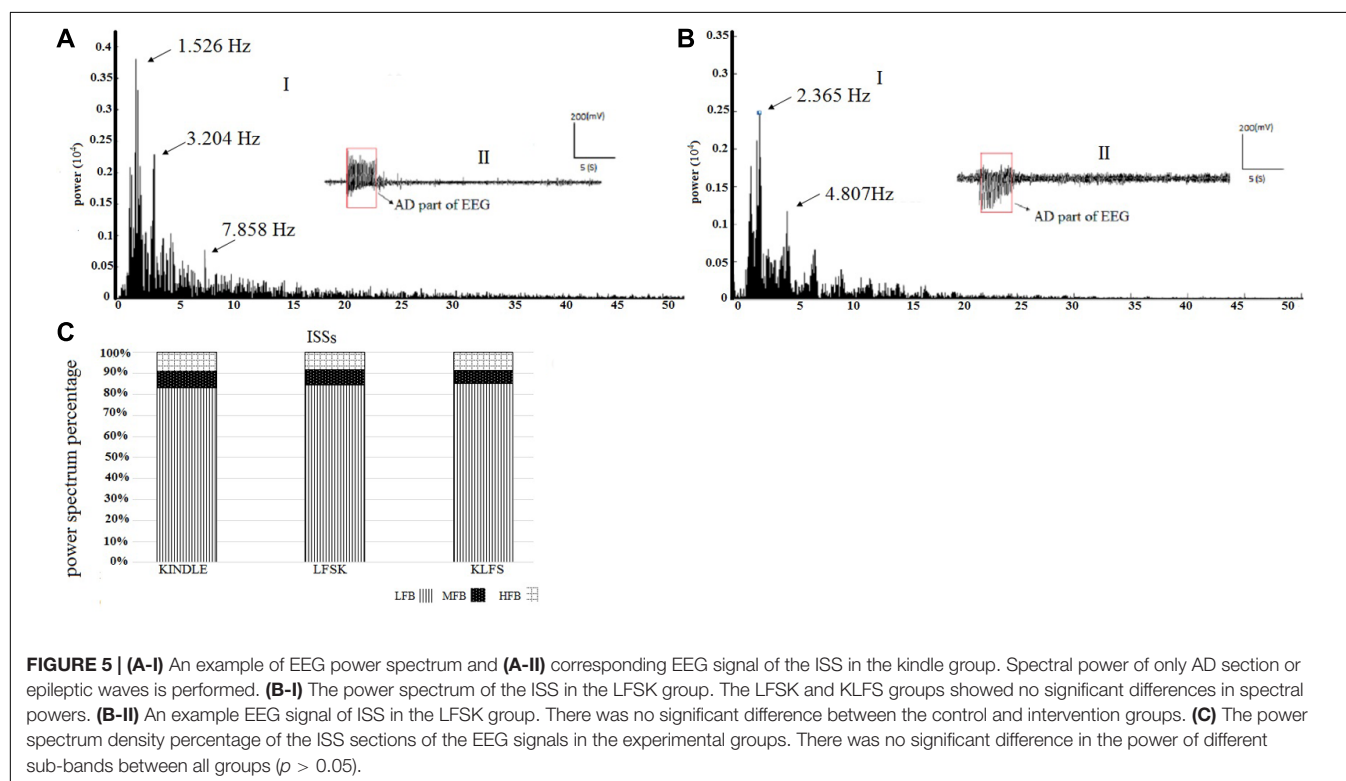 A
power (10⁴)
0.4
0.35
0.3
0.25
0.2
0.15
0.1
0.05
0
1.526 Hz
I
3.204 Hz
7.858 Hz
200(mV)
5 (S)
II
AD part of EEG
0 5 10 15 20 25 30 35 40 45 50
B
power (10⁴)
0.35
0.3
0.25
0.2
0.15
0.1
0.05
0
I
2.365 Hz
4.807Hz
200(mV)
5 (S)
II
AD part of EEG
0 5 10 15 20 25 30 35 40 45 50
C
ISSs
power spectrum percentage
100%
90%
80%
70%
60%
50%
40%
30%
20%
10%
0%
KINDLE LFSK KLFS
LFB MFB HFB
FIGURE 5 | (A-I) An example of EEG power spectrum and (A-II) corresponding EEG signal of the ISS in the kindle group. Spectral power of only AD section or
epileptic waves is performed. (B-I) The power spectrum of the ISS in the LFSK group. The LFSK and KLFS groups showed no significant differences in spectral
powers. (B-II) An example EEG signal of ISS in the LFSK group. There was no significant difference between the control and intervention groups. (C) The power
spectrum density percentage of the ISS sections of the EEG signals in the experimental groups. There was no significant difference in the power of different
sub-bands between all groups (p > 0.05).